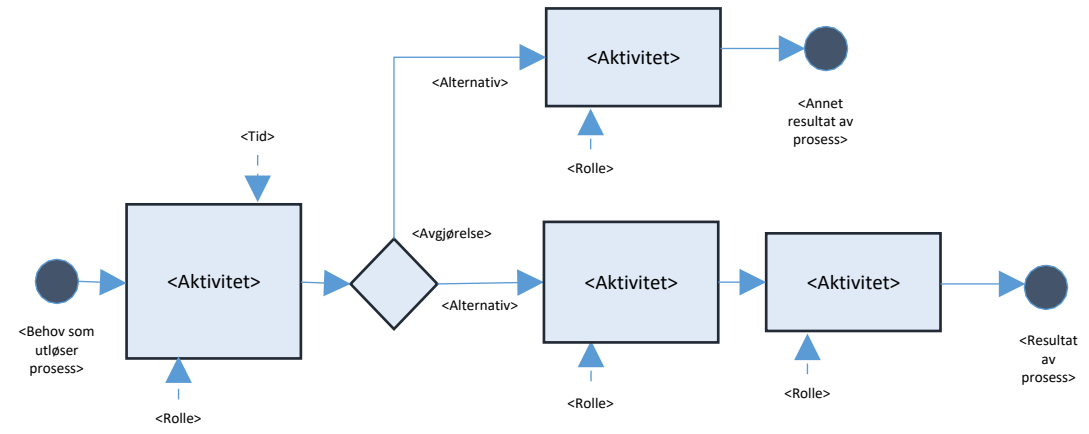 <Aktivitet>
<Alternativ>
<Annet
resultat av
prosess>
<Tid>
<Rolle>
<Avgjørelse>
<Aktivitet>
<Aktivitet>
<Aktivitet>
<Alternativ>
<Behov som
utløser
prosess>
<Resultat
av
prosess>
<Rolle>
<Rolle>
<Rolle>